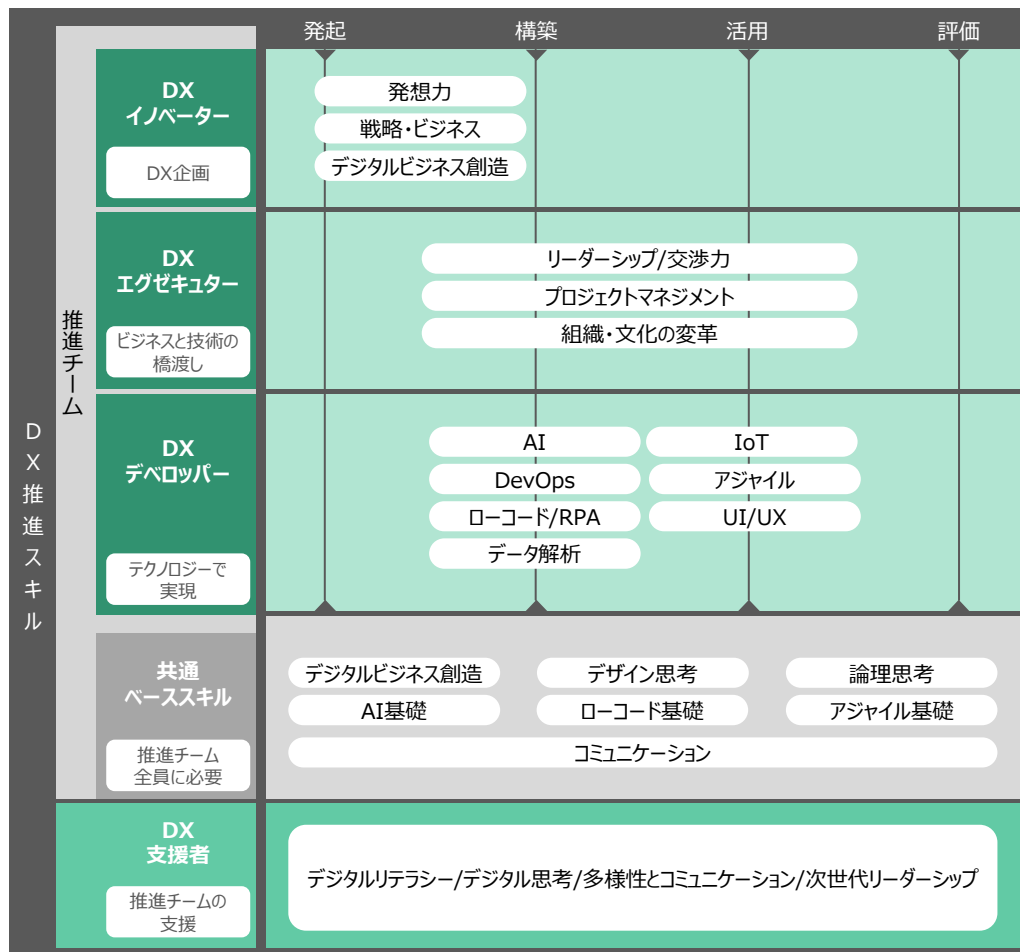 発起 構築 活用 評価
DX推進スキル
推進チーム
DX
イノベーター
DX企画
発想力
戦略・ビジネス
デジタルビジネス創造
DX
エグゼキュター
ビジネスと技術の
橋渡し
リーダーシップ/交渉力
プロジェクトマネジメント
組織・文化の変革
DX
デベロッパー
テクノロジーで
実現
AI IoT
DevOps アジャイル
ローコード/RPA UI/UX
データ解析
共通
ベーススキル
推進チーム
全員に必要
デジタルビジネス創造 デザイン思考 論理思考
AI基礎 ローコード基礎 アジャイル基礎
コミュニケーション
DX
支援者
推進チームの
支援
デジタルリテラシー/デジタル思考/多様性とコミュニケーション/次世代リーダーシップ